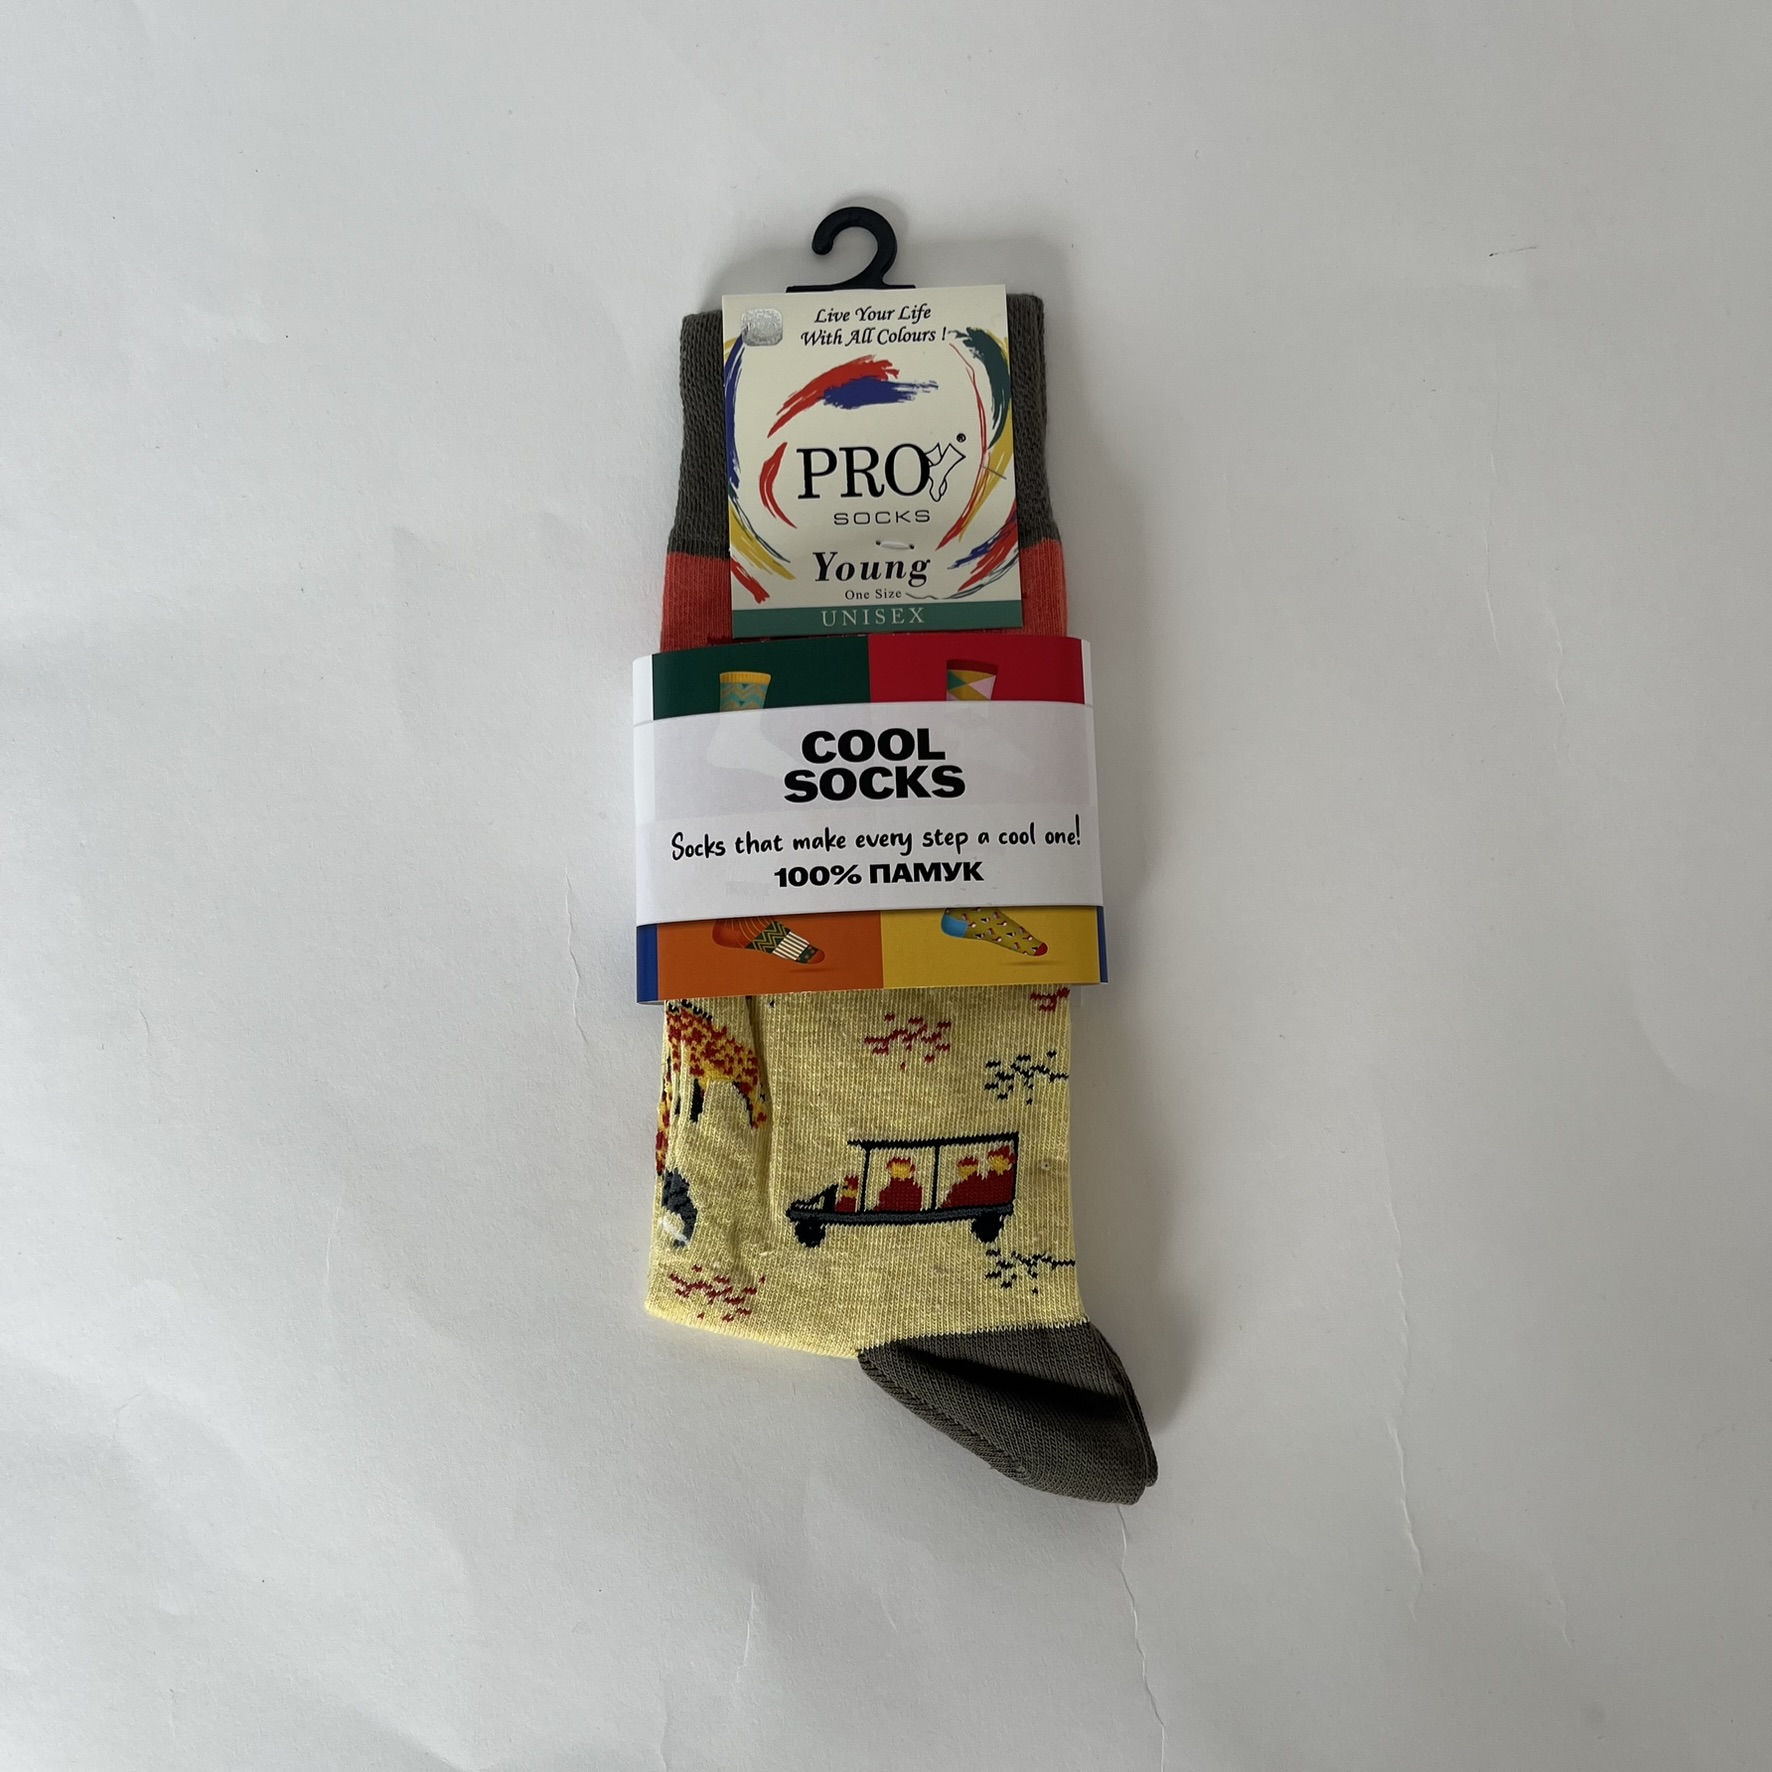 Live Your Life
With All Colours !
PRO®
SOCKS
Young
One Size
UNISEX
COOL
SOCKS
Socks that make every step a cool one!
100% ПАМУК